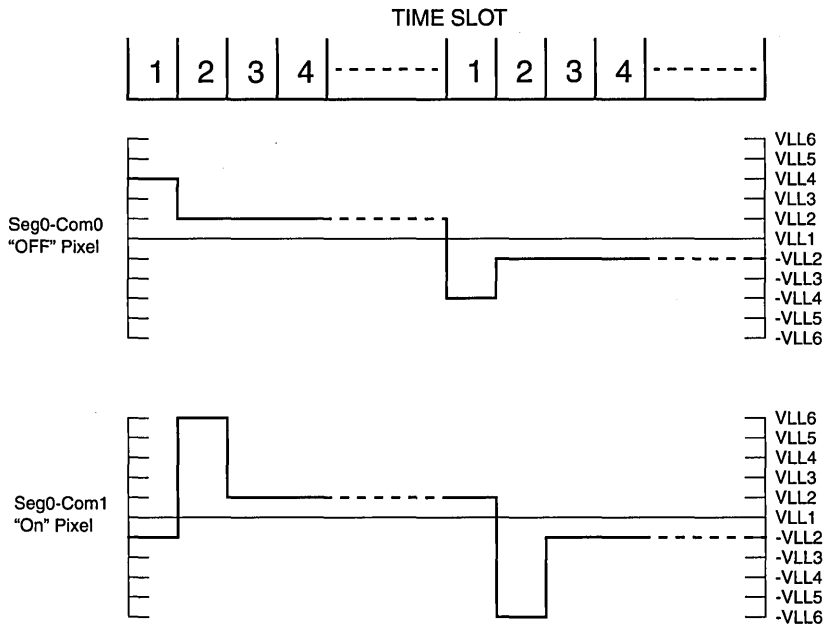 TIME SLOT
1 2 3 4 1 2 3 4
VLL6
VLL5
VLL4
VLL3
VLL2
VLL1
-VLL2
-VLL3
-VLL4
-VLL5
-VLL6
Seg0-Com0
“OFF” Pixel
VLL6
VLL5
VLL4
VLL3
VLL2
VLL1
-VLL2
-VLL3
-VLL4
-VLL5
-VLL6
Seg0-Com1
“On” Pixel